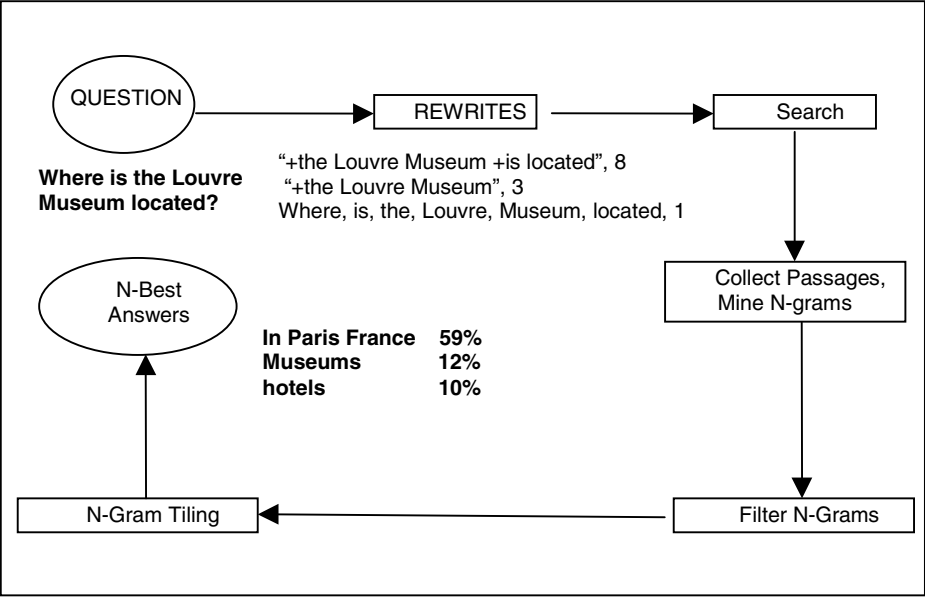 QUESTION
REWRITES
Search
Where is the Louvre
Museum located?
“+the Louvre Museum +is located”, 8
“+the Louvre Museum”, 3
Where, is, the, Louvre, Museum, located, 1
Collect Passages,
Mine N-grams
N-Best
Answers
In Paris France 59%
Museums 12%
hotels 10%
N-Gram Tiling
Filter N-Grams